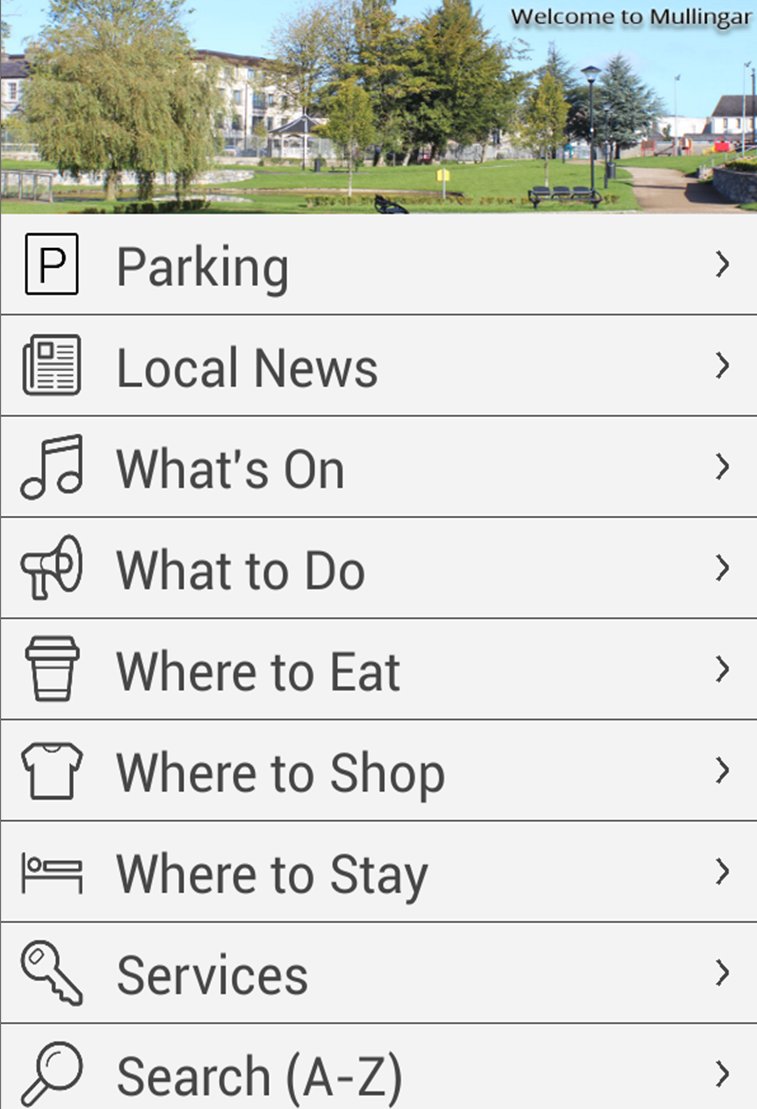 Welcome to Mullingar
P Parking
Local News
What's On
What to Do
Where to Eat
Where to Shop
Where to Stay
Services
Search (A-Z)